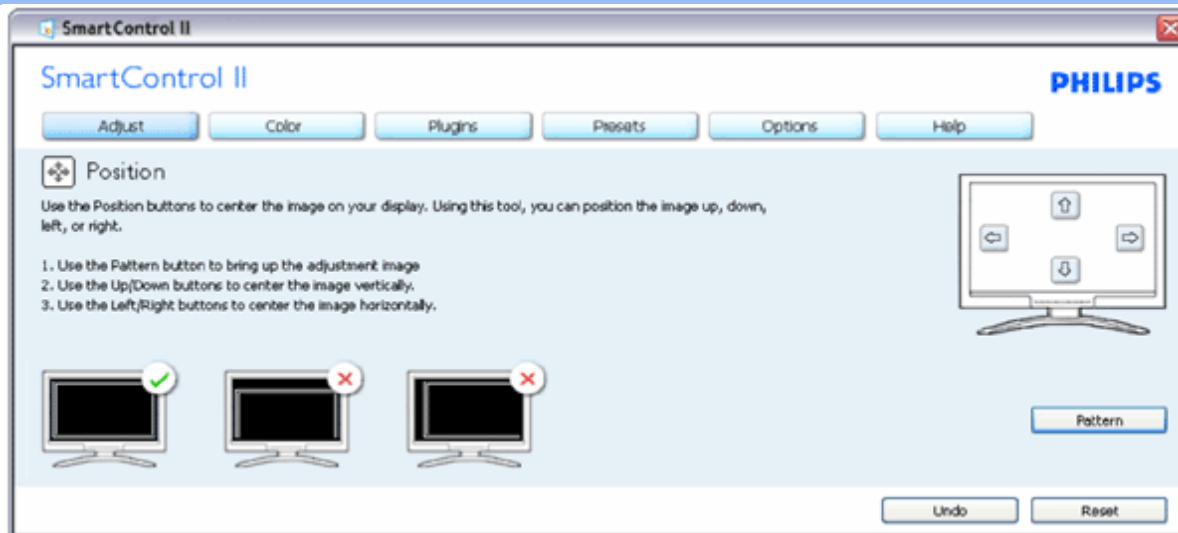 SmartControl II
SmartControl II
PHILIPS
Adjust Color Plugins Presets Options Help
Position
Use the Position buttons to center the image on your display. Using this tool, you can position the image up, down,
left, or right.
1. Use the Pattern button to bring up the adjustment image
2. Use the Up/Down buttons to center the image vertically.
3. Use the Left/Right buttons to center the image horizontally.
Pattern
Undo Reset